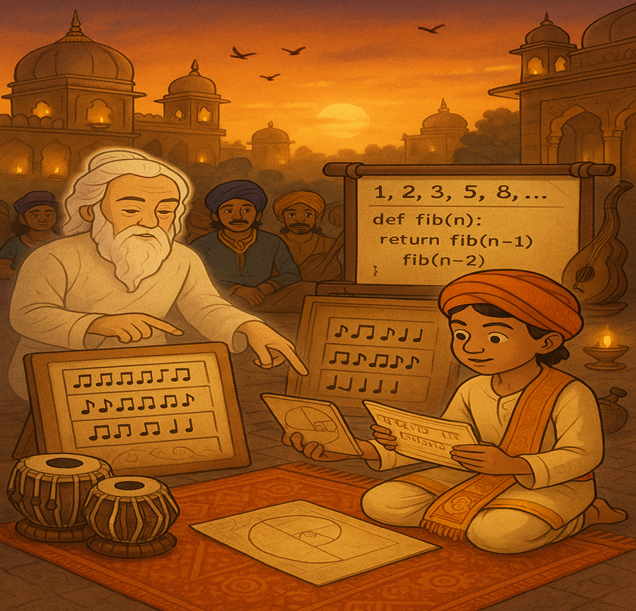 1, 2, 3, 5, 8, ...
def fib(n):
return fib(n-1)
fib(n-2)